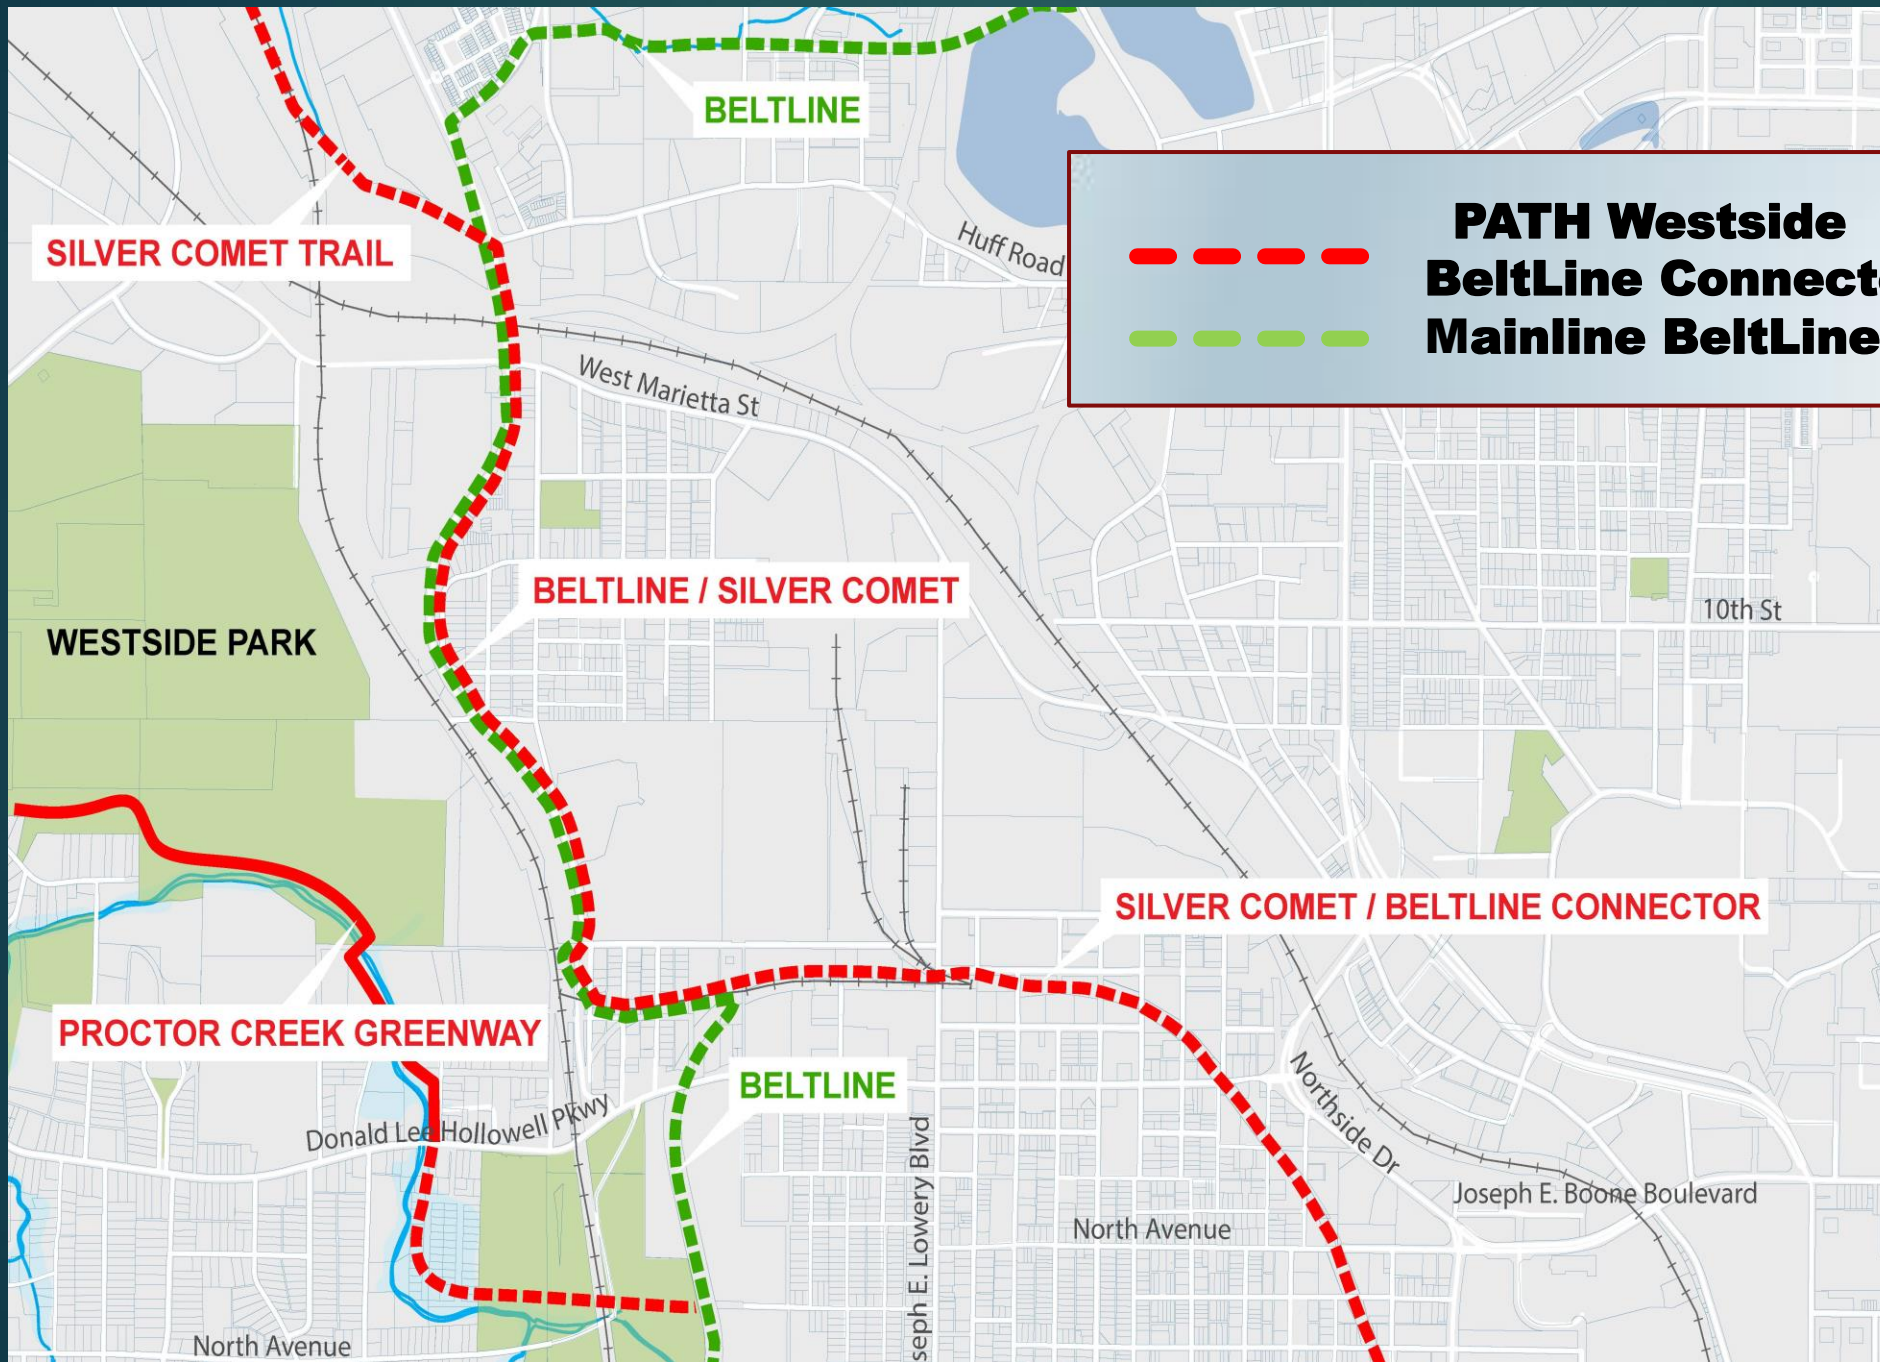 BELTLINE
SILVER COMET TRAIL
Huff Road
PATH Westside
BeltLine Connect
Mainline BeltLine
West Marietta St
BELTLINE / SILVER COMET
10th St
WESTSIDE PARK
SILVER COMET / BELTLINE CONNECTOR
PROCTOR CREEK GREENWAY
BELTLINE
Donald Lee Hollowell Pkwy
Northside Dr
seph E. Lowery Blvd
Joseph E. Boone Boulevard
North Avenue
North Avenue